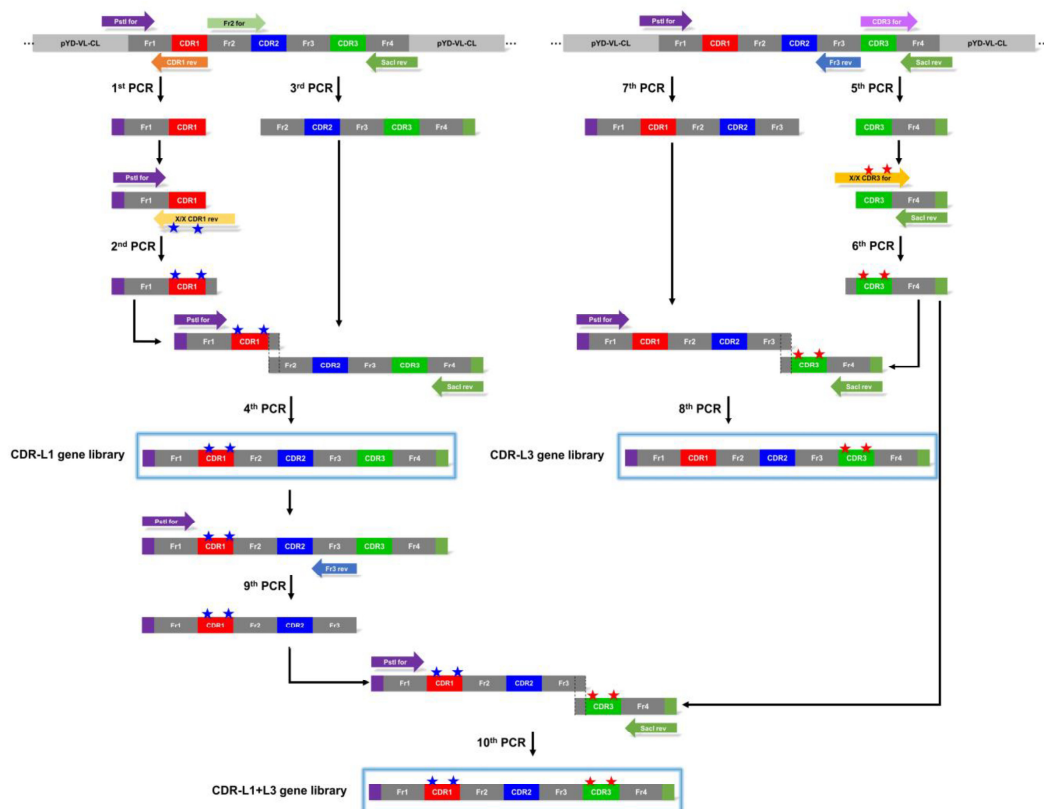 PstI for
Fr2 for
PstI for
CDR3 for
... pYD-VL-CL Fr1 CDR1 Fr2 CDR2 Fr3 CDR3 Fr4 pYD-VL-CL ...
... pYD-VL-CL Fr1 CDR1 Fr2 CDR2 Fr3 CDR3 Fr4 pYD-VL-CL ...
CDR1 rev
SacI rev
Fr3 rev
SacI rev
1st PCR
3rd PCR
7th PCR
5th PCR
Fr1 CDR1
Fr2 CDR2 Fr3 CDR3 Fr4
Fr1 CDR1 Fr2 CDR2 Fr3
CDR3 Fr4
PstI for
X/X CDR3 for
Fr1 CDR1
CDR3 Fr4
X/X CDR1 rev
SacI rev
2nd PCR
6th PCR
Fr1 CDR1
CDR3 Fr4
PstI for
PstI for
Fr1 CDR1
Fr1 CDR1 Fr2 CDR2 Fr3
Fr2 CDR2 Fr3 CDR3 Fr4
CDR3 Fr4
SacI rev
SacI rev
4th PCR
8th PCR
CDR-L1 gene library
Fr1 CDR1 Fr2 CDR2 Fr3 CDR3 Fr4
CDR-L3 gene library
Fr1 CDR1 Fr2 CDR2 Fr3 CDR3 Fr4
PstI for
Fr1 CDR1 Fr2 CDR2 Fr3 CDR3 Fr4
Fr3 rev
9th PCR
Fr1 CDR1 Fr2 CDR2 Fr3
PstI for
Fr1 CDR1 Fr2 CDR2 Fr3
CDR3 Fr4
SacI rev
10th PCR
CDR-L1+L3 gene library
Fr1 CDR1 Fr2 CDR2 Fr3 CDR3 Fr4